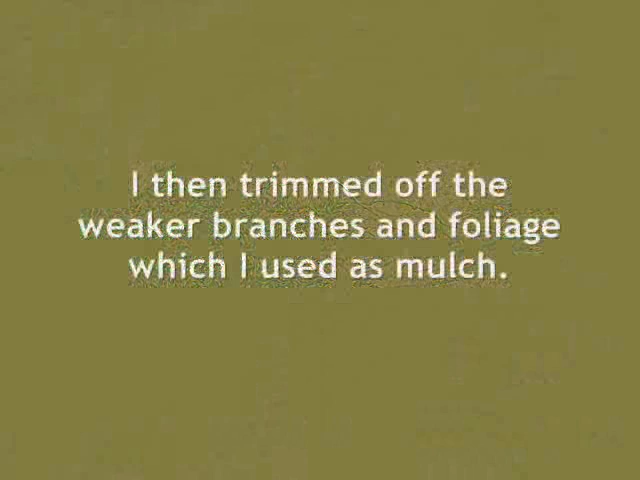 I then trimmed off the
weaker branches and foliage
which I used as mulch.